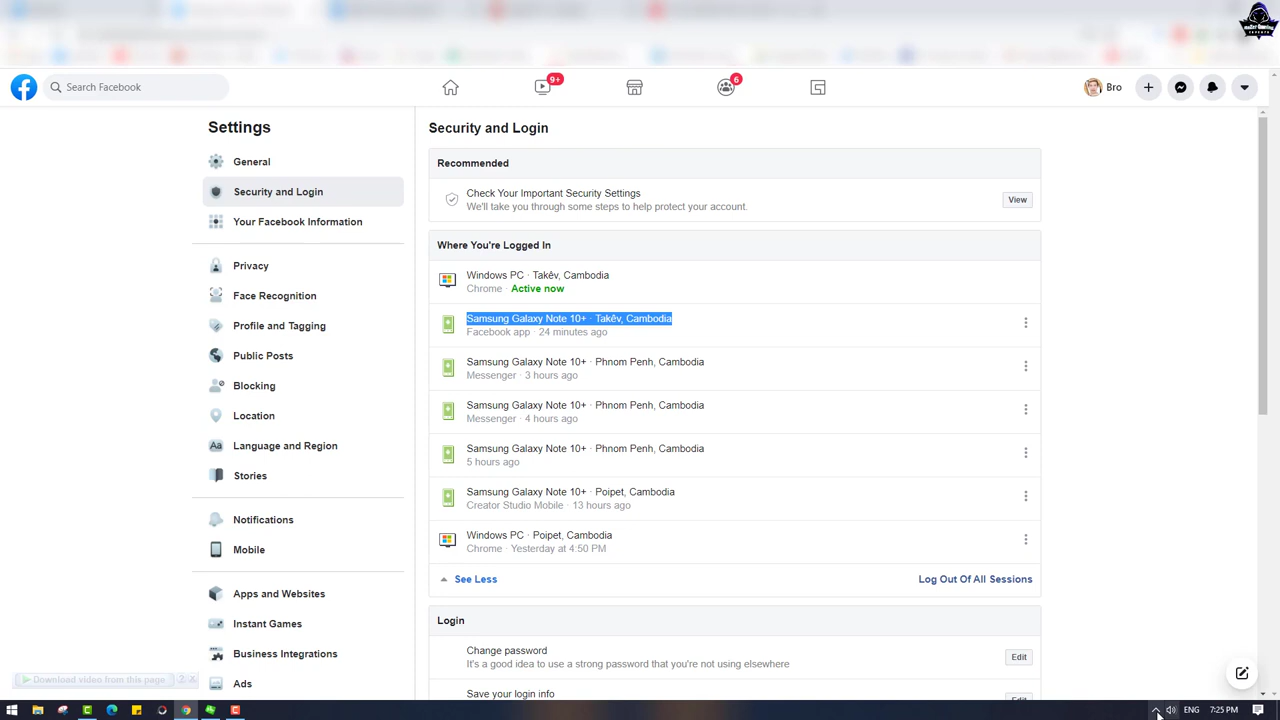 Search Facebook
9+
6
Bro
Settings
General
Security and Login
Your Facebook Information
Privacy
Face Recognition
Profile and Tagging
Public Posts
Blocking
Location
Aa
Language and Region
Stories
Notifications
Mobile
Apps and Websites
Instant Games
Business Integrations
Ads
Security and Login
Recommended
Check Your Important Security Settings
We'll take you through some steps to help protect your account.
View
Where You're Logged In
Windows PC · Takêv, Cambodia
Chrome · Active now
Samsung Galaxy Note 10+ · Takêv, Cambodia
Facebook app · 24 minutes ago
Samsung Galaxy Note 10+ · Phnom Penh, Cambodia
Messenger · 3 hours ago
Samsung Galaxy Note 10+ · Phnom Penh, Cambodia
Messenger · 4 hours ago
Samsung Galaxy Note 10+ · Phnom Penh, Cambodia
5 hours ago
Samsung Galaxy Note 10+ · Poipet, Cambodia
Creator Studio Mobile · 13 hours ago
Windows PC · Poipet, Cambodia
Chrome · Yesterday at 4:50 PM
See Less
Log Out Of All Sessions
Login
Change password
It's a good idea to use a strong password that you're not using elsewhere
Edit
Save your login info
Edit
Download video from this page
?
x
ENG
7:25 PM